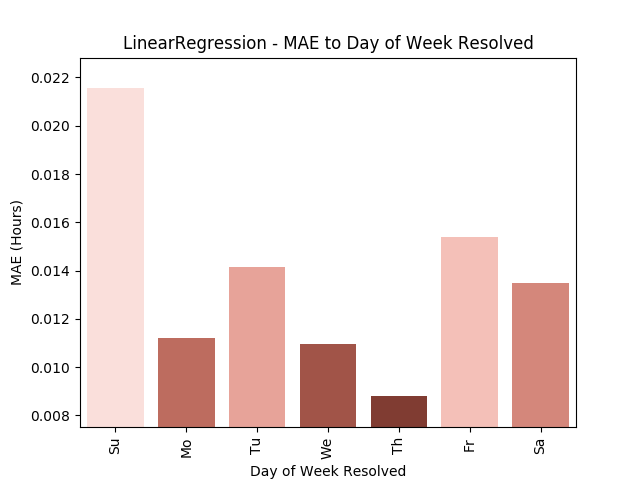 LinearRegression - MAE to Day of Week Resolved
0.022
0.020
0.018
0.016
0.014
0.012
0.010
0.008
MAE (Hours)
Su
Mo
Tu
We
Th
Fr
Sa
Day of Week Resolved